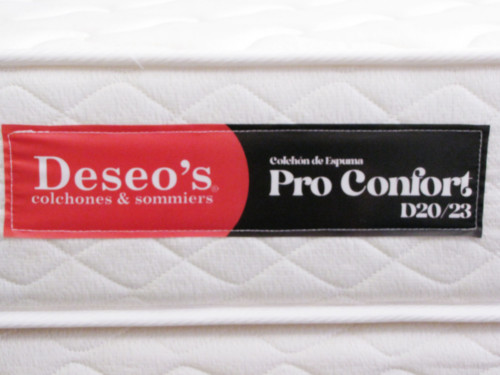 Deseo's®
colchones & sommiers
Colchón de Espuma
Pro Confort
D20/23